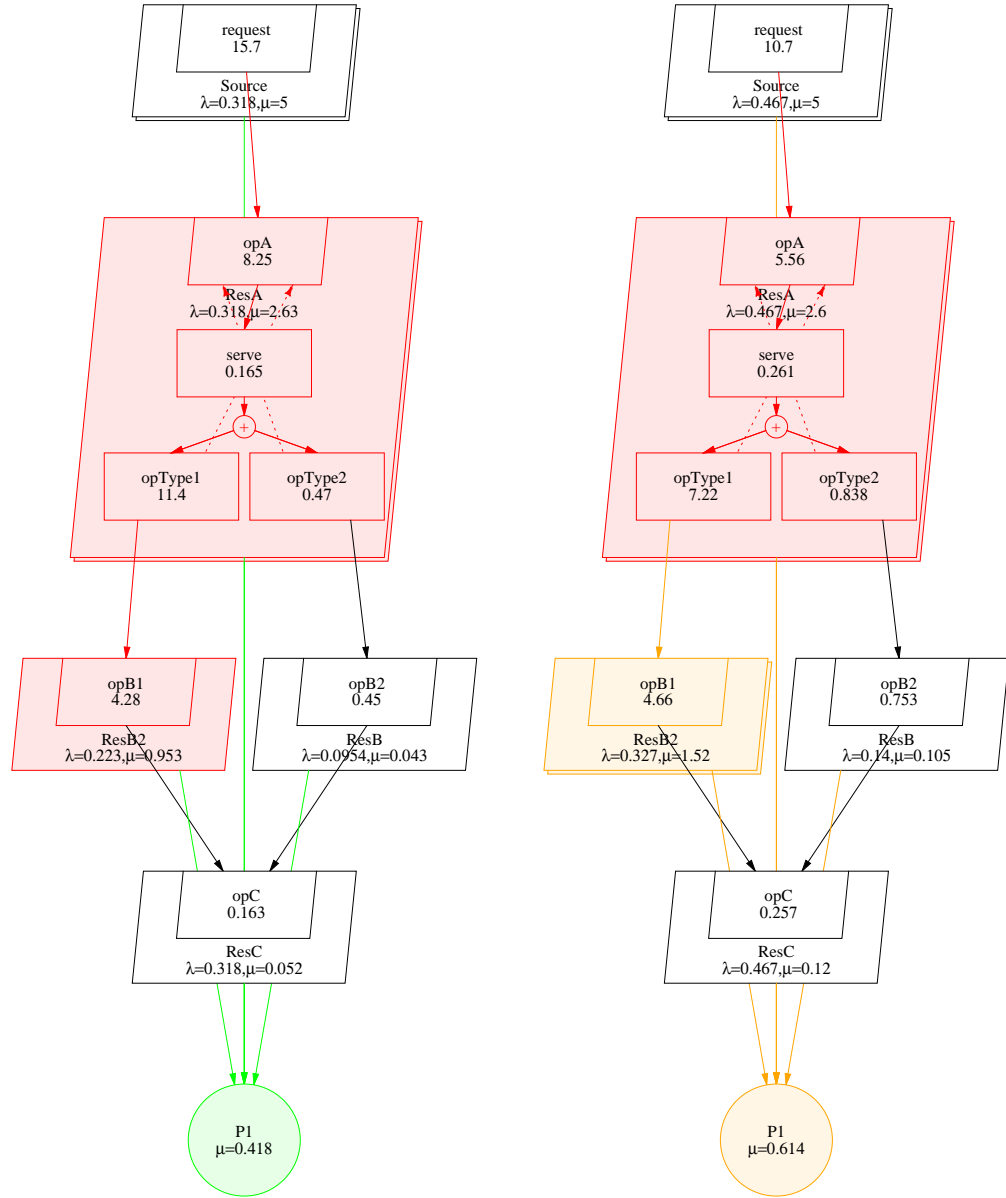 request
15.7
Source
λ=0.318,μ=5
opA
8.25
ResA
λ=0.318,μ=2.63
serve
0.165
+
opType1
11.4
opType2
0.47
opB1
4.28
ResB2
λ=0.223,μ=0.953
opB2
0.45
ResB
λ=0.0954,μ=0.043
opC
0.163
ResC
λ=0.318,μ=0.052
P1
μ=0.418
request
10.7
Source
λ=0.467,μ=5
opA
5.56
ResA
λ=0.467,μ=2.6
serve
0.261
+
opType1
7.22
opType2
0.838
opB1
4.66
ResB2
λ=0.327,μ=1.52
opB2
0.753
ResB
λ=0.14,μ=0.105
opC
0.257
ResC
λ=0.467,μ=0.12
P1
μ=0.614